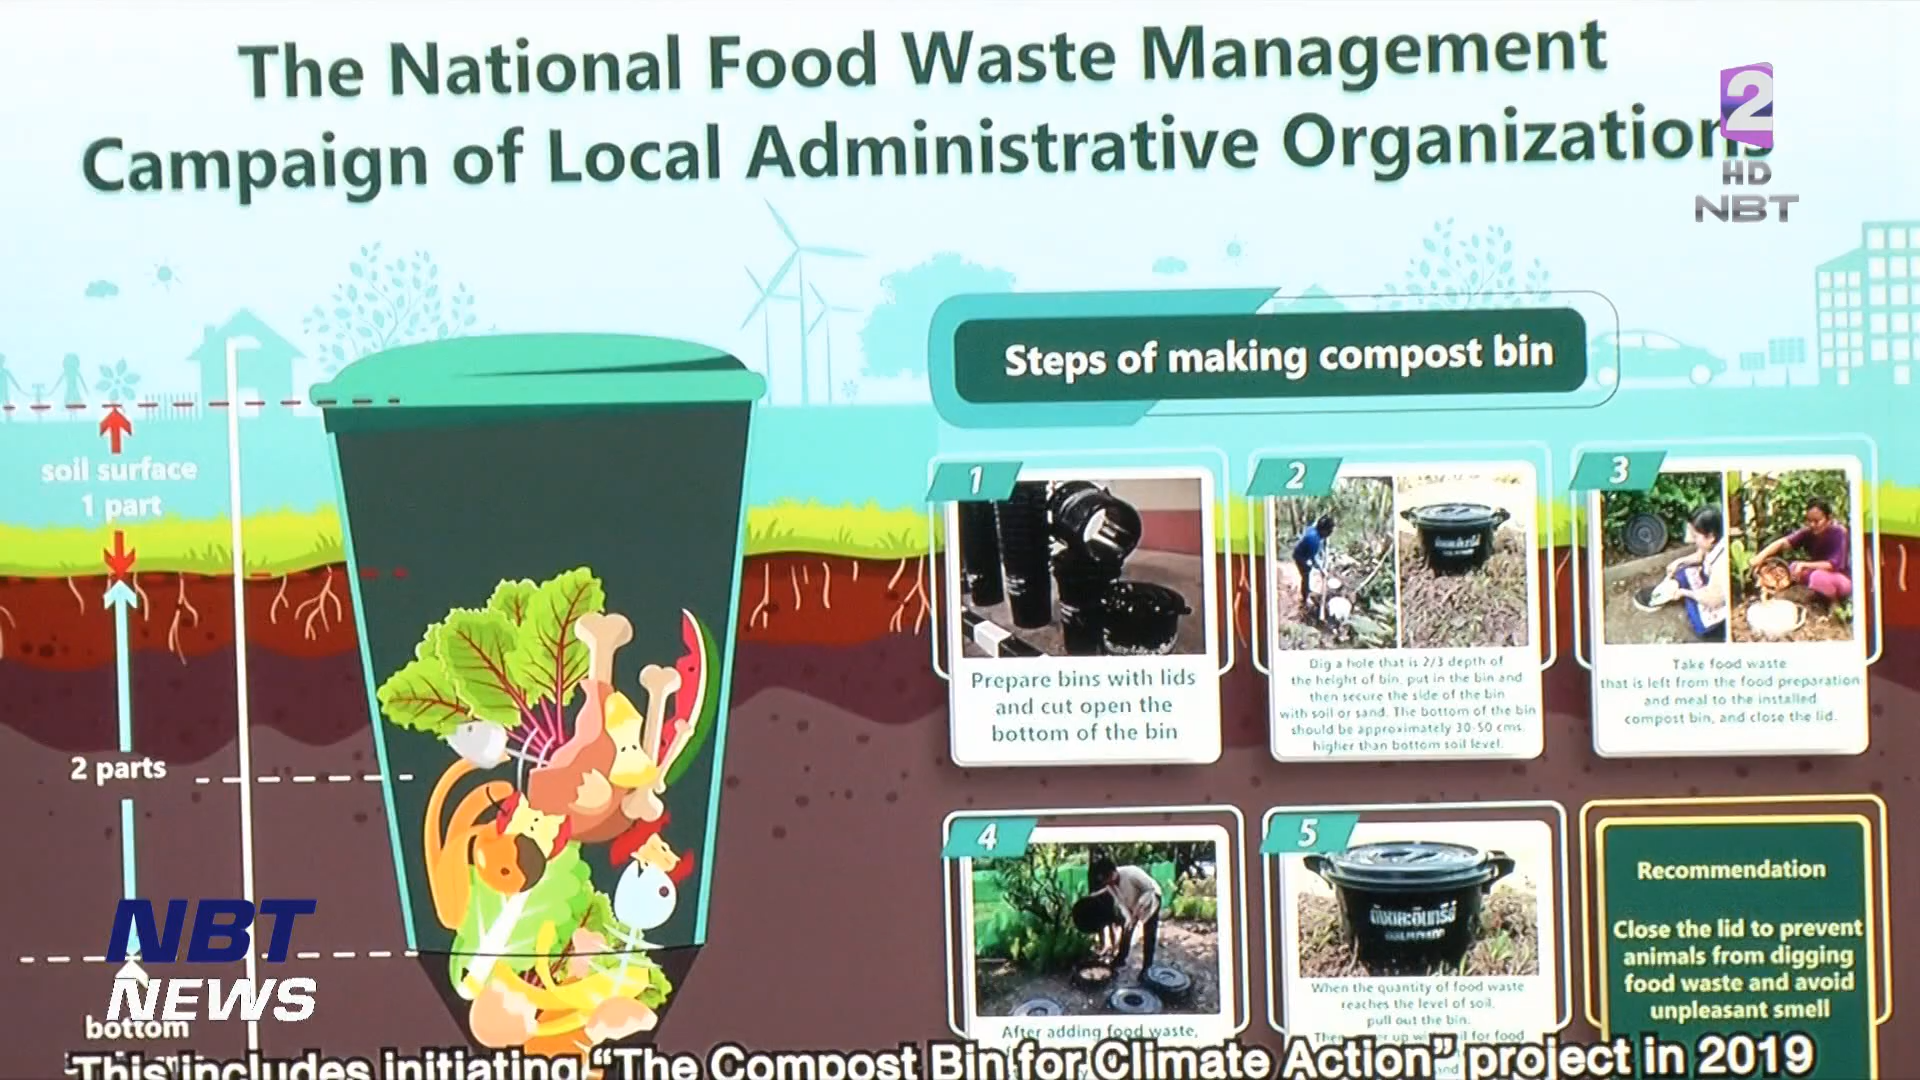 The National Food Waste Management
Campaign of Local Administrative Organizations
2
HD
NBT
Steps of making compost bin
soil surface
1 part
2 parts
bottom
1
Prepare bins with lids
and cut open the
bottom of the bin
2
Dig a hole that is 2/3 depth of
the height of bin, put in the bin and
then secure the side of the bin
with soil or sand. The bottom of the bin
should be approximately 30-50 cms.
higher than bottom soil level.
3
Take food waste
that is left from the food preparation
and meal to the installed
compost bin, and close the lid.
4
After adding food waste,
5
When the quantity of food waste
reaches the level of soil,
pull out the bin.
for food
Recommendation
Close the lid to prevent
animals from digging
food waste and avoid
unpleasant smell
NBT
NEWS
This includes initiating "The Compost Bin for Climate Action" project in 2019